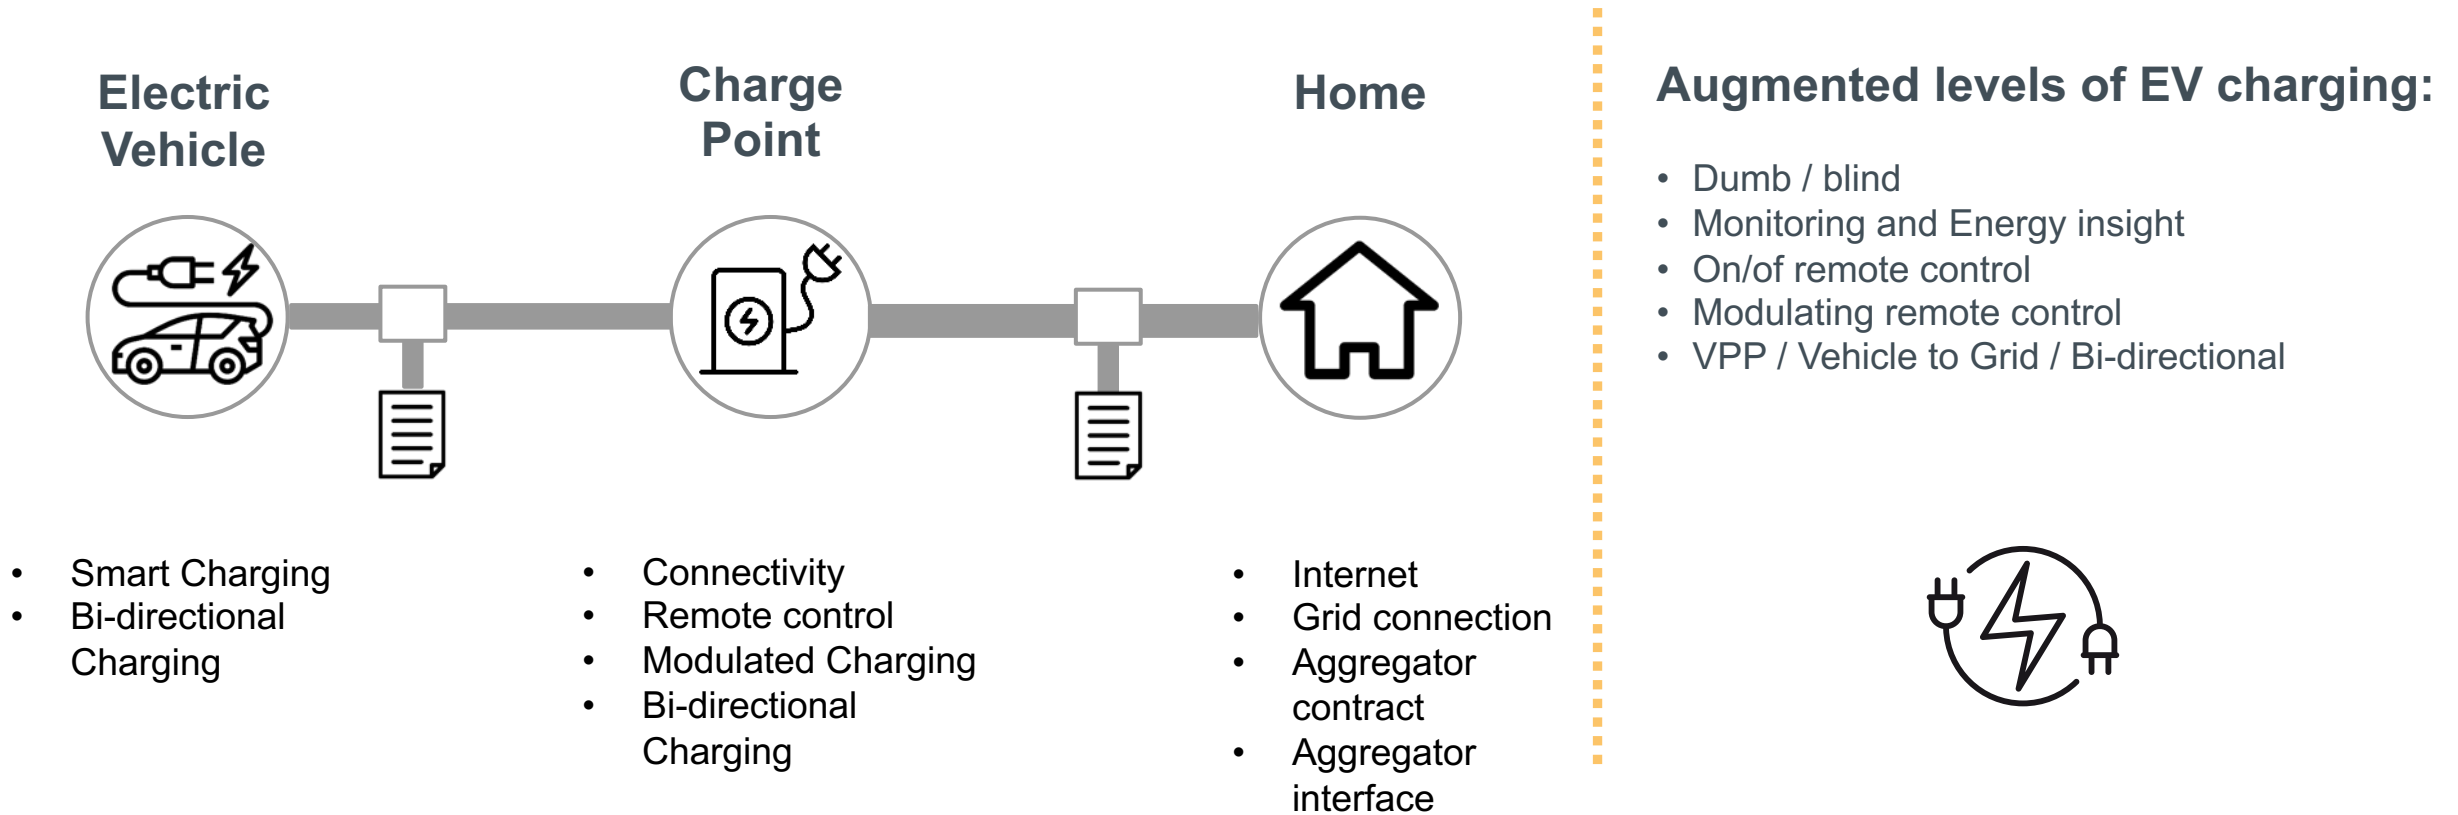 Electric
Vehicle
Charge
Point
Home
• Smart Charging
• Bi-directional
Charging
• Connectivity
• Remote control
• Modulated Charging
• Bi-directional
Charging
• Internet
• Grid connection
• Aggregator
contract
• Aggregator
interface
Augmented levels of EV charging:
• Dumb / blind
• Monitoring and Energy insight
• On/of remote control
• Modulating remote control
• VPP / Vehicle to Grid / Bi-directional